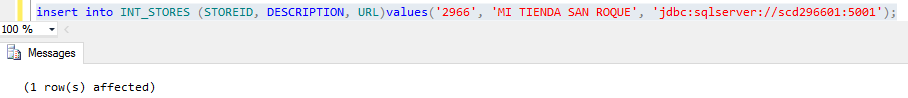 insert into INT_STORES (STOREID, DESCRIPTION, URL)values('2966', 'MI TIENDA SAN ROQUE', 'jdbc:sqlserver://scd296601:5001');
100 %
Messages
(1 row(s) affected)